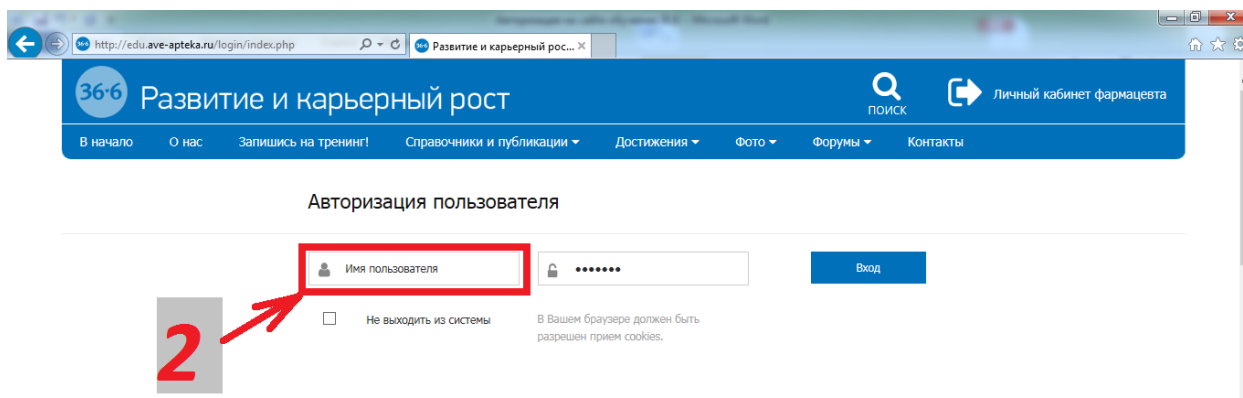 http://edu.ave-apteka.ru/login/index.php
Развитие и карьерный рос...
36·6
Развитие и карьерный рост
поиск
Личный кабинет фармацевта
В начало О нас Запишись на тренинг! Справочники и публикации Достижения Фото Форумы Контакты
Авторизация пользователя
Имя пользователя
Вход
Не выходить из системы
В Вашем браузере должен быть
разрешен прием cookies.
2